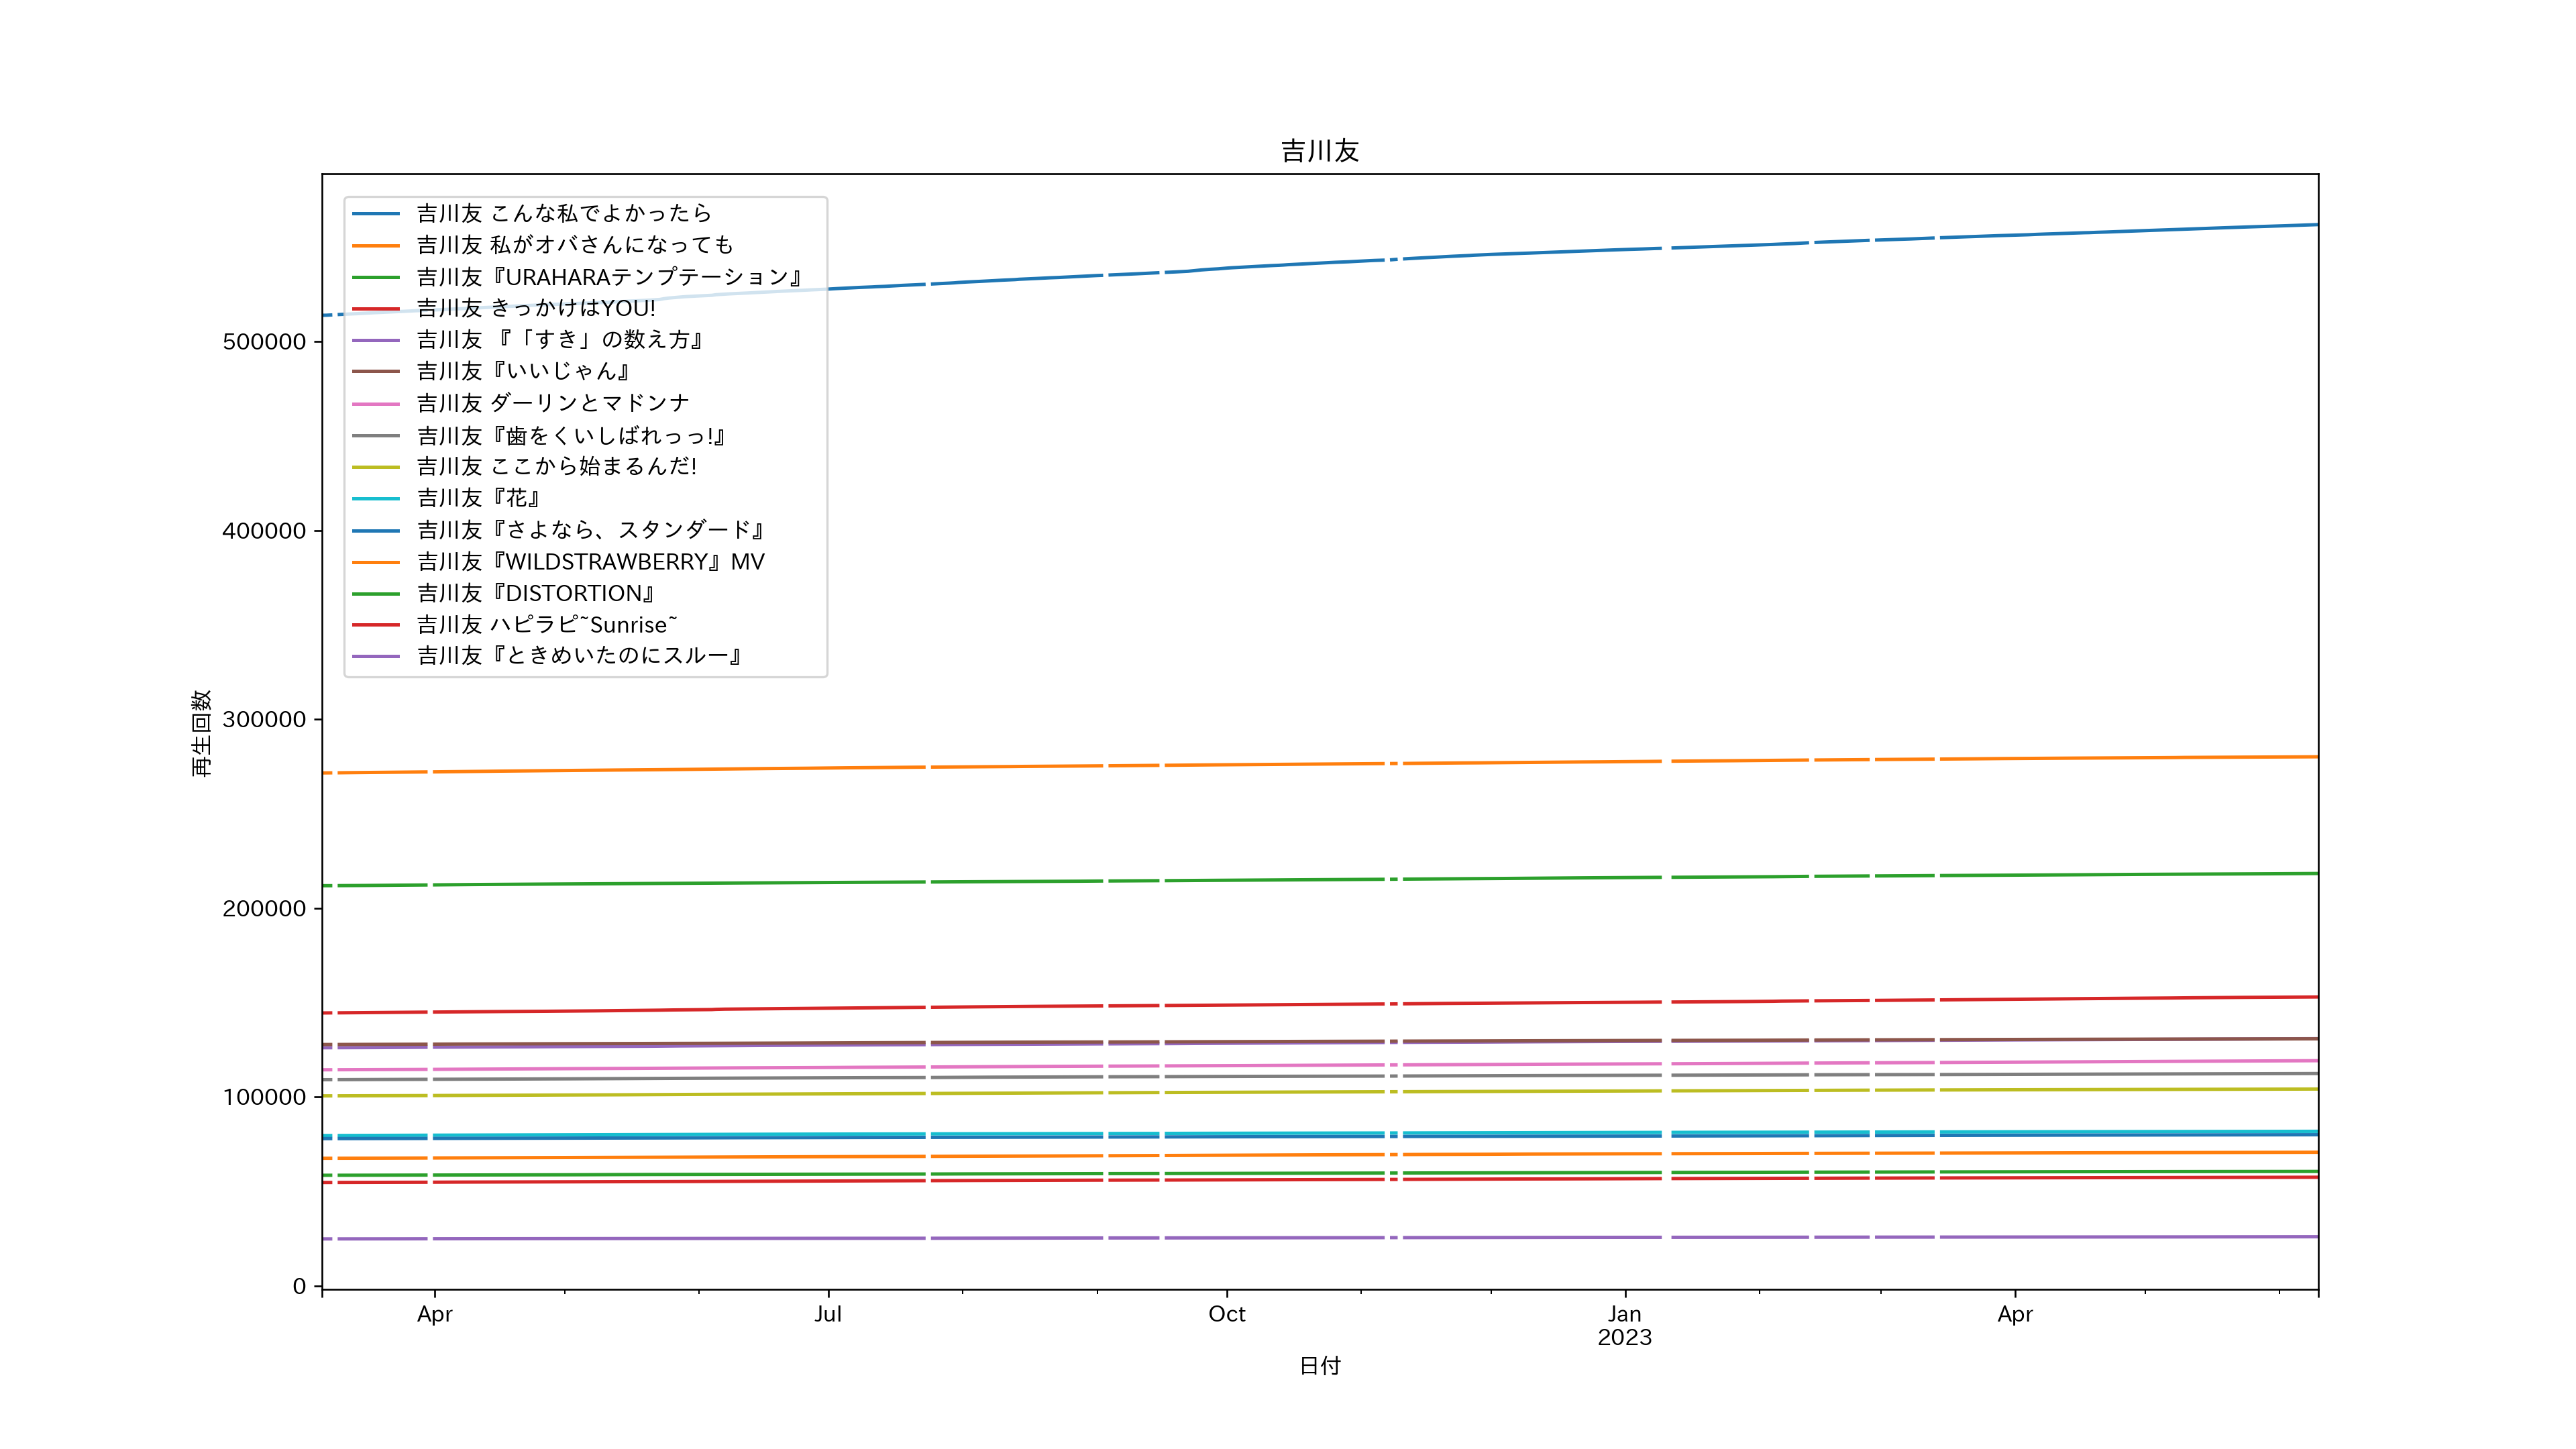 吉川友
吉川友 こんな私でよかったら
吉川友 私がオバさんになっても
吉川友『URAHARAテンプテーション』
吉川友 きっかけはYOU!
吉川友 『「すき」の数え方』
吉川友『いいじゃん』
吉川友 ダーリンとマドンナ
吉川友『歯をくいしばれっっ!』
吉川友 ここから始まるんだ!
吉川友『花』
吉川友『さよなら、スタンダード』
吉川友『WILDSTRAWBERRY』MV
吉川友『DISTORTION』
吉川友 ハピラピ~Sunrise~
吉川友『ときめいたのにスルー』
再生回数
500000
400000
300000
200000
100000
0
Apr Jul Oct Jan Apr
2023
日付